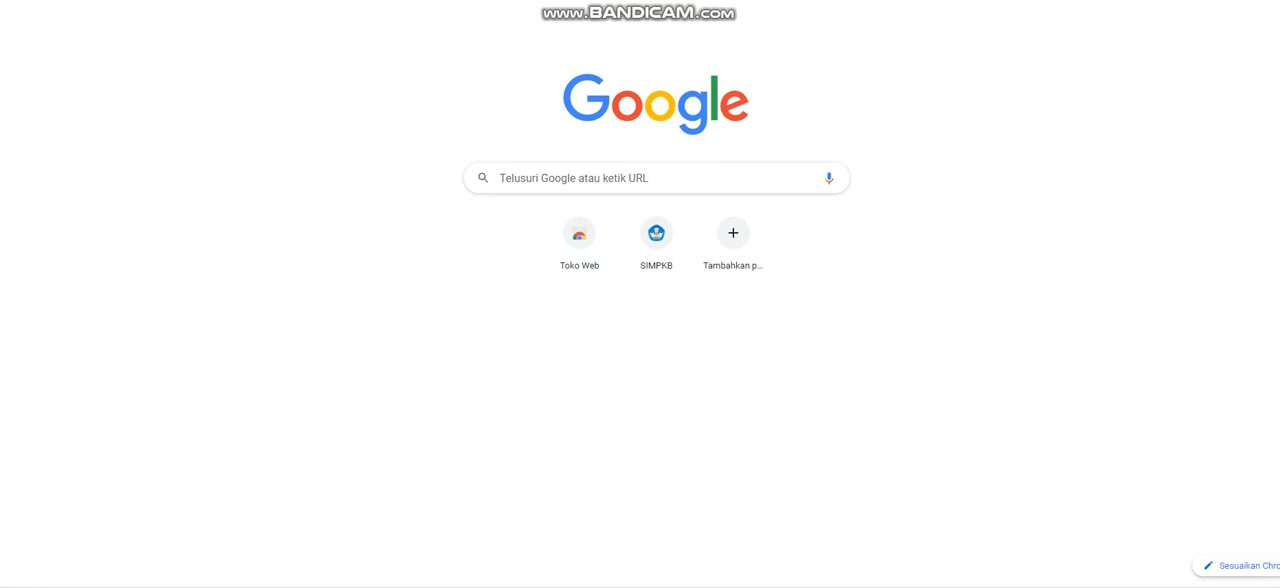 www.BANDICAM.com
Google
Telusuri Google atau ketik URL
Toko Web
SIMPKB
Tambahkan p...
Sesuaikan Chro